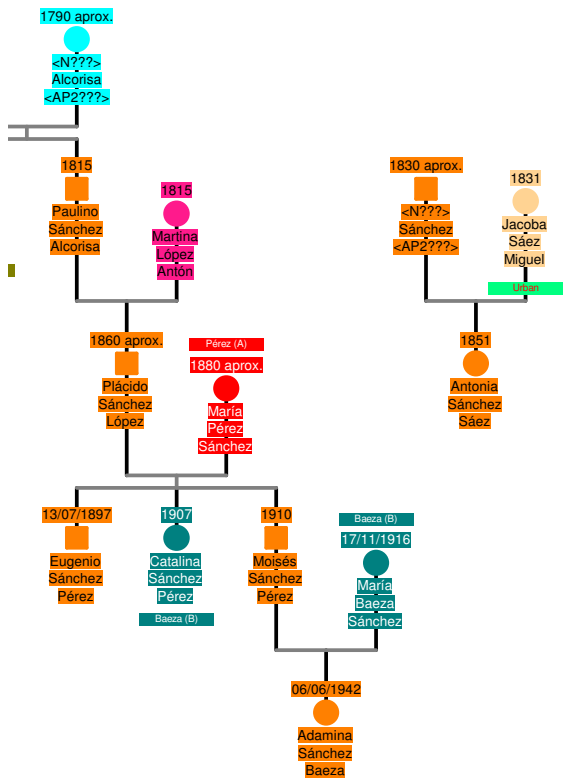 1790 aprox.
<N???>
Alcorisa
<AP2???>
1815
Paulino
Sánchez
Alcorisa
1815
Martina
López
Antón
1830 aprox.
<N???>
Sánchez
<AP2???>
1831
Jacoba
Sáez
Miguel
Urban
1860 aprox.
Plácido
Sánchez
López
Pérez (A)
1880 aprox.
María
Pérez
Sánchez
1851
Antonia
Sánchez
Sáez
13/07/1897
Eugenio
Sánchez
Pérez
1907
Catalina
Sánchez
Pérez
Baeza (B)
1910
Moisés
Sánchez
Pérez
Baeza (B)
17/11/1916
María
Baeza
Sánchez
06/06/1942
Adamina
Sánchez
Baeza